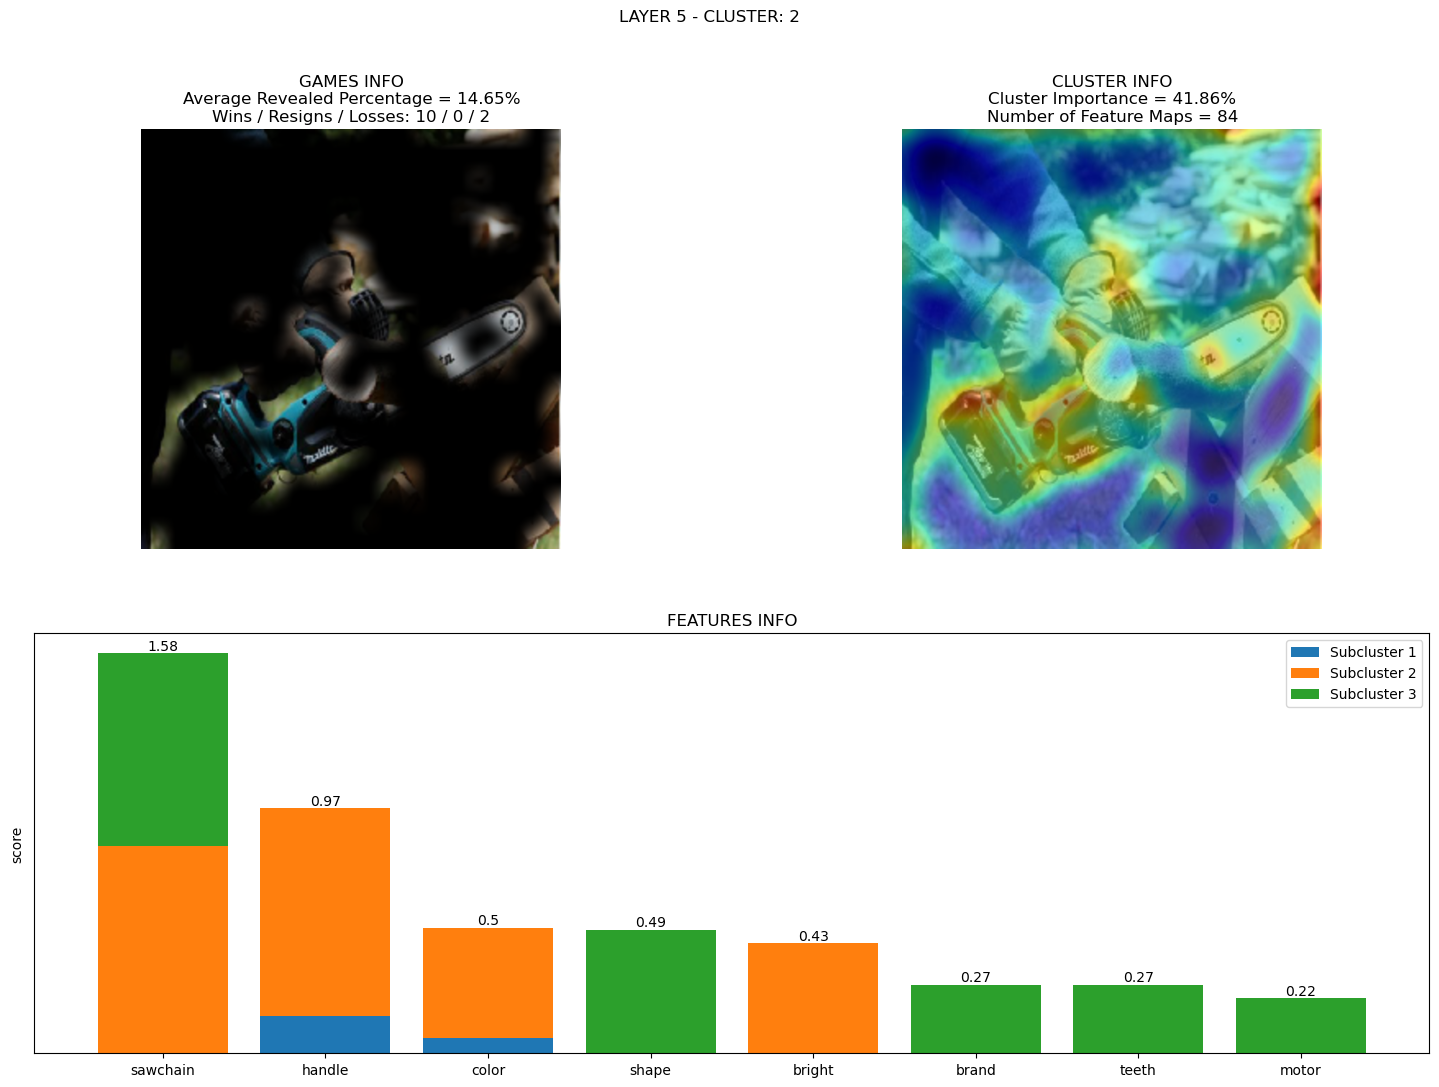 LAYER 5 - CLUSTER: 2
GAMES INFO
Average Revealed Percentage = 14.65%
Wins / Resigns / Losses: 10 / 0 / 2
CLUSTER INFO
Cluster Importance = 41.86%
Number of Feature Maps = 84
makita
FEATURES INFO
1.58
0.97
0.5
0.49
0.43
0.27
0.27
0.22
Subcluster 1
Subcluster 2
Subcluster 3
score
sawchain
handle
color
shape
bright
brand
teeth
motor